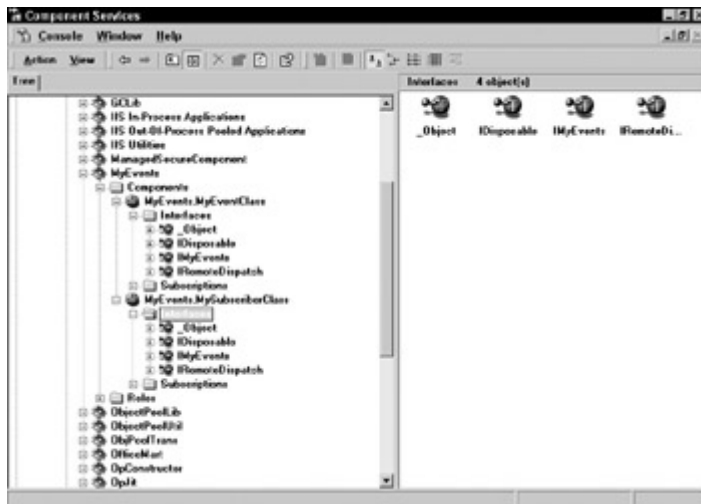 Component Services
Console Window Help
Action View
Tree
Interfaces 4 object(s)
GCLib
IIS In-Process Applications
IIS Out-Of-Process Pooled Applications
IIS Utilities
ManagedSecureComponent
MyEvents
Components
MyEvents.MyEventClass
Interfaces
_Object
IDisposable
IMyEvents
IRemoteDispatch
Subscriptions
MyEvents.MySubscriberClass
Interfaces
_Object
IDisposable
IMyEvents
IRemoteDispatch
Subscriptions
Roles
ObjectPoolLib
ObjectPoolUtil
ObjPoolTrans
OfficeMart
OpConstructor
OpJit
_Object IDisposable IMyEvents IRemoteDi...